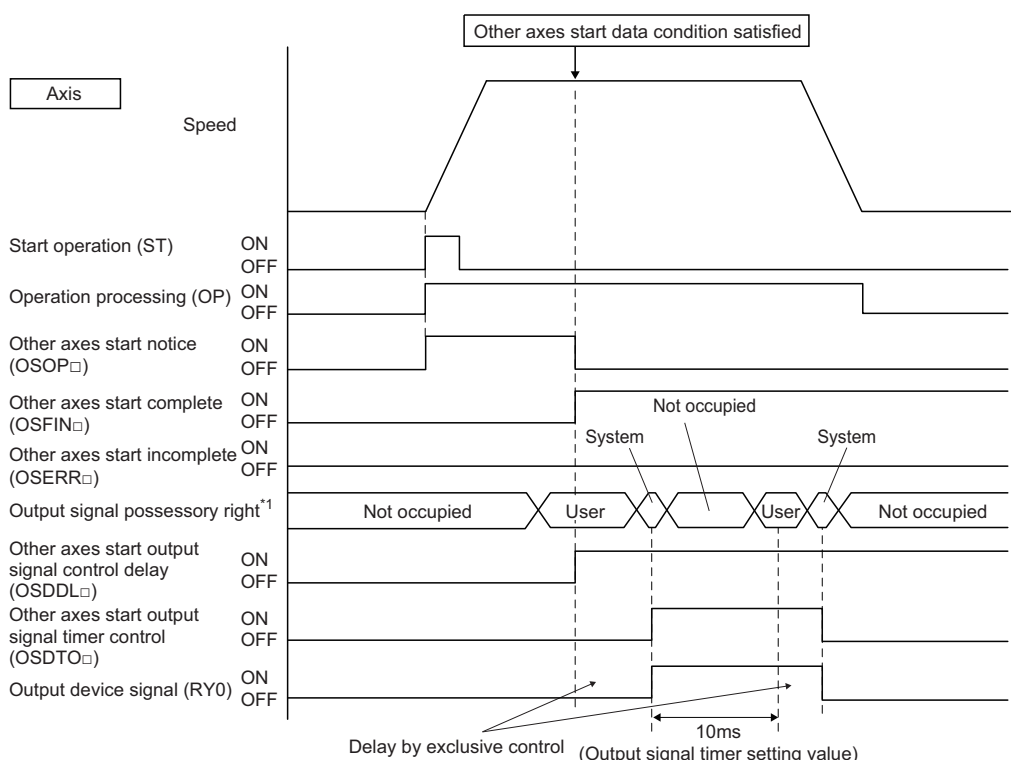 Other axes start data condition satisfied
Axis
Speed
Start operation (ST)
ON
OFF
Operation processing (OP)
ON
OFF
Other axes start notice
(OSOP□)
ON
OFF
Other axes start complete
(OSFIN□)
ON
OFF
Not occupied
System
System
Other axes start incomplete
(OSERR□)
ON
OFF
Output signal possessory right*1
Not occupied
User
User
Not occupied
Other axes start output
signal control delay
(OSDDL□)
ON
OFF
Other axes start output
signal timer control
(OSDTO□)
ON
OFF
Output device signal (RY0)
ON
OFF
Delay by exclusive control
10ms
(Output signal timer setting value)